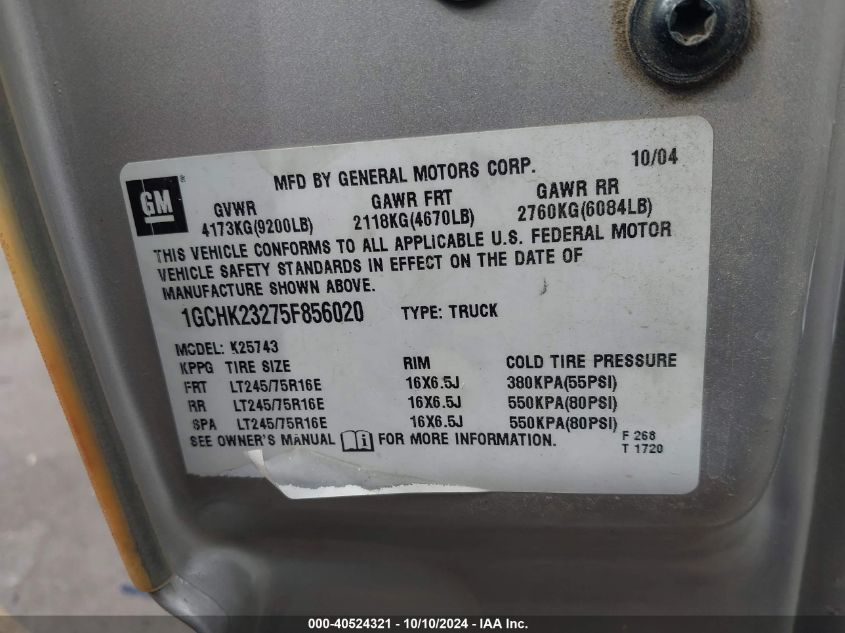 MFD BY GENERAL MOTORS CORP. 10/04
GM ®
GVWR GAWR FRT GAWR RR
4173KG(9200LB) 2118KG(4670LB) 2760KG(6084LB)
THIS VEHICLE CONFORMS TO ALL APPLICABLE U.S. FEDERAL MOTOR
VEHICLE SAFETY STANDARDS IN EFFECT ON THE DATE OF
MANUFACTURE SHOWN ABOVE.
1GCHK23275F856020 TYPE: TRUCK
MODEL: K25743
KPPG TIRE SIZE RIM COLD TIRE PRESSURE
FRT LT245/75R16E 16X6.5J 380KPA(55PSI)
RR LT245/75R16E 16X6.5J 550KPA(80PSI)
SPA LT245/75R16E 16X6.5J 550KPA(80PSI)
SEE OWNER'S MANUAL FOR MORE INFORMATION. F 268
T 1720
000-40524321 - 10/10/2024 - IAA Inc.